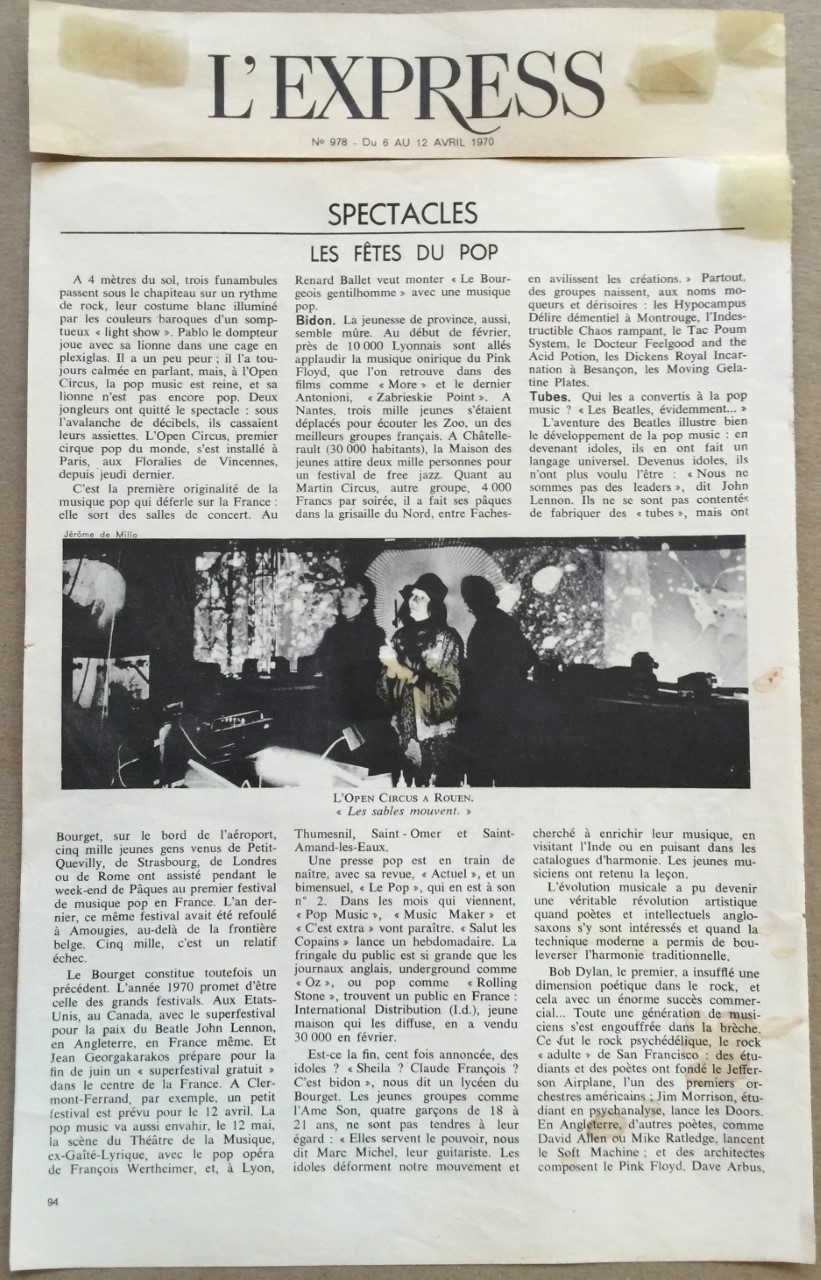 L'EXPRESS
Nº 978 - Du 6 AU 12 AVRIL 1970
SPECTACLES
LES FÊTES DU POP
A 4 mètres du sol, trois funambules
passent sous le chapiteau sur un rythme
de rock, leur costume blanc illuminé
par les couleurs baroques d'un somp-
tueux « light show ». Pablo le dompteur
joue avec sa lionne dans une cage en
plexiglas. Il a un peu peur ; il l'a tou-
jours calmée en parlant, mais, à l'Open
Circus, la pop music est reine, et sa
lionne n'est pas encore pop. Deux
jongleurs ont quitté le spectacle : sous
l'avalanche de décibels, ils cassaient
leurs assiettes. L'Open Circus, premier
cirque pop du monde, s'est installé à
Paris, aux Floralies de Vincennes,
depuis jeudi dernier.
C'est la première originalité de la
musique pop qui déferle sur la France :
elle sort des salles de concert. Au
Renard Ballet veut monter « Le Bour-
geois gentilhomme » avec une musique
pop.
Bidon. La jeunesse de province, aussi,
semble mûre. Au début de février,
près de 10 000 Lyonnais sont allés
applaudir la musique onirique du Pink
Floyd, que l'on retrouve dans des
films comme « More » et le dernier
Antonioni, « Zabrieskie Point ». A
Nantes, trois mille jeunes s'étaient
déplacés pour écouter les Zoo, un des
meilleurs groupes français. A Châtelle-
rault (30 000 habitants), la Maison des
jeunes attire deux mille personnes pour
un festival de free jazz. Quant au
Martin Circus, autre groupe, 4 000
Francs par soirée, il a fait ses pâques
dans la grisaille du Nord, entre Faches-
en avilissent les créations. » Partout,
des groupes naissent, aux noms mo-
queurs et dérisoires : les Hypocampus
Délire démentiel à Montrouge, l'Indes-
tructible Chaos rampant, le Tac Poum
System, le Docteur Feelgood and the
Acid Potion, les Dickens Royal Incar-
nation à Besançon, les Moving Gela-
tine Plates.
Tubes. Qui les a convertis à la pop
music ? « Les Beatles, évidemment... »
L'aventure des Beatles illustre bien
le développement de la pop music : en
devenant idoles, ils en ont fait un
langage universel. Devenus idoles, ils
n'ont plus voulu l'être : « Nous ne
sommes pas des leaders », dit John
Lennon. Ils ne se sont pas contentés
de fabriquer des « tubes », mais ont
Jérôme de Millo
L'OPEN CIRCUS A ROUEN.
« Les sables mouvent. »
Bourget, sur le bord de l'aéroport,
cinq mille jeunes gens venus de Petit-
Quevilly, de Strasbourg, de Londres
ou de Rome ont assisté pendant le
week-end de Pâques au premier festival
de musique pop en France. L'an der-
nier, ce même festival avait été refoulé
à Amougies, au-delà de la frontière
belge. Cinq mille, c'est un relatif
échec.
Le Bourget constitue toutefois un
précédent. L'année 1970 promet d'être
celle des grands festivals. Aux Etats-
Unis, au Canada, avec le superfestival
pour la paix du Beatle John Lennon,
en Angleterre, en France même. Et
Jean Georgakarakos prépare pour la
fin de juin un « superfestival gratuit »
dans le centre de la France. A Cler-
mont-Ferrand, par exemple, un petit
festival est prévu pour le 12 avril. La
pop music va aussi envahir, le 12 mai,
la scène du Théâtre de la Musique,
ex-Gaîté-Lyrique, avec le pop opéra
de François Wertheimer, et, à Lyon,
Thumesnil, Saint-Omer et Saint-
Amand-les-Eaux.
Une presse pop est en train de
naître, avec sa revue, « Actuel », et un
bimensuel, « Le Pop », qui en est à son
n° 2. Dans les mois qui viennent,
« Pop Music », « Music Maker » et
« C'est extra » vont paraître. « Salut les
Copains » lance un hebdomadaire. La
fringale du public est si grande que les
journaux anglais, underground comme
« Oz », ou pop comme « Rolling
Stone », trouvent un public en France :
International Distribution (I.d.), jeune
maison qui les diffuse, en a vendu
30 000 en février.
Est-ce la fin, cent fois annoncée, des
idoles ? « Sheila ? Claude François ?
C'est bidon », nous dit un lycéen du
Bourget. Les jeunes groupes comme
l'Ame Son, quatre garçons de 18 à
21 ans, ne sont pas tendres à leur
égard : « Elles servent le pouvoir, nous
dit Marc Michel, leur guitariste. Les
idoles déforment notre mouvement et
cherché à enrichir leur musique, en
visitant l'Inde ou en puisant dans les
catalogues d'harmonie. Les jeunes mu-
siciens ont retenu la leçon.
L'évolution musicale a pu devenir
une véritable révolution artistique
quand poètes et intellectuels anglo-
saxons s'y sont intéressés et quand la
technique moderne a permis de bou-
leverser l'harmonie traditionnelle.
Bob Dylan, le premier, a insufflé une
dimension poétique dans le rock, et
cela avec un énorme succès commer-
cial... Toute une génération de musi-
ciens s'est engouffrée dans la brèche.
Ce fut le rock psychédélique, le rock
« adulte » de San Francisco : des étu-
diants et des poètes ont fondé le Jeffer-
son Airplane, l'un des premiers or-
chestres américains ; Jim Morrison, étu-
diant en psychanalyse, lance les Doors.
En Angleterre, d'autres poètes, comme
David Allen ou Mike Ratledge, lancent
le Soft Machine ; et des architectes
composent le Pink Floyd. Dave Arbus,
94